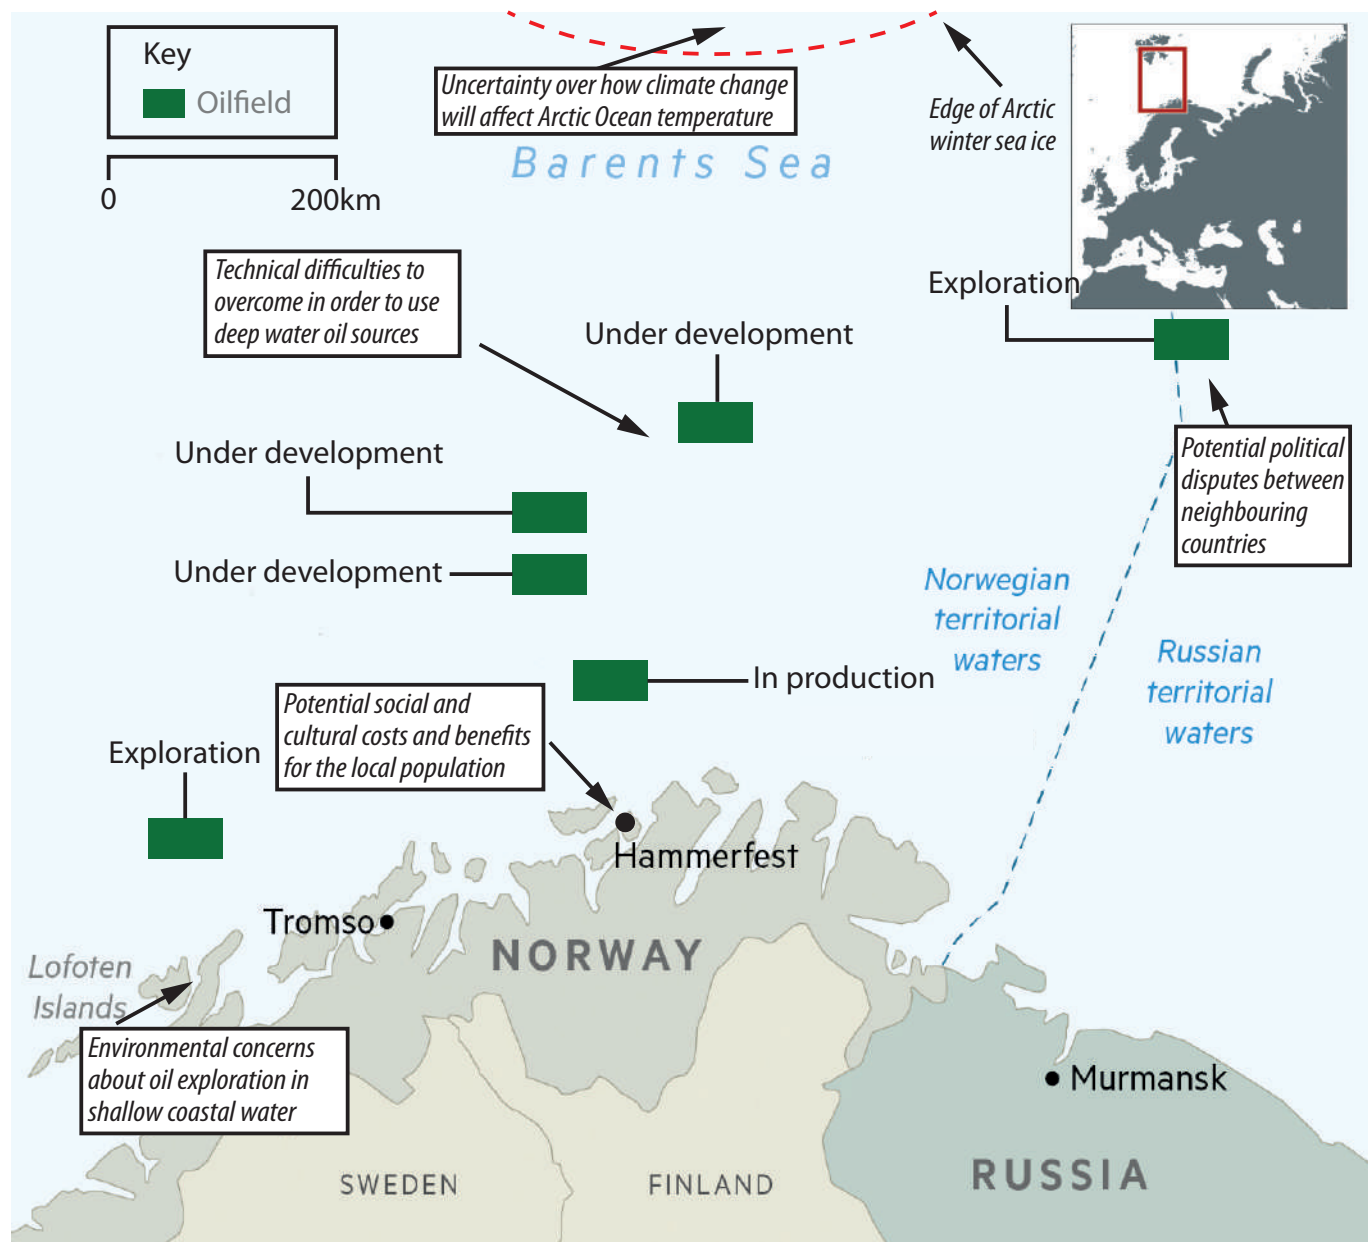 Key
Oilfield
0
200km
Uncertainty over how climate change
will affect Arctic Ocean temperature
Edge of Arctic
winter sea ice
Barents Sea
Technical difficulties to
overcome in order to use
deep water oil sources
Exploration
Under development
Under development
Potential political
disputes between
neighbouring
countries
Under development
Norwegian
territorial
waters
Russian
territorial
waters
In production
Potential social and
cultural costs and benefits
for the local population
Exploration
Hammerfest
Tromso
NORWAY
Lofoten
Islands
Environmental concerns
about oil exploration in
shallow coastal water
Murmansk
SWEDEN
FINLAND
RUSSIA